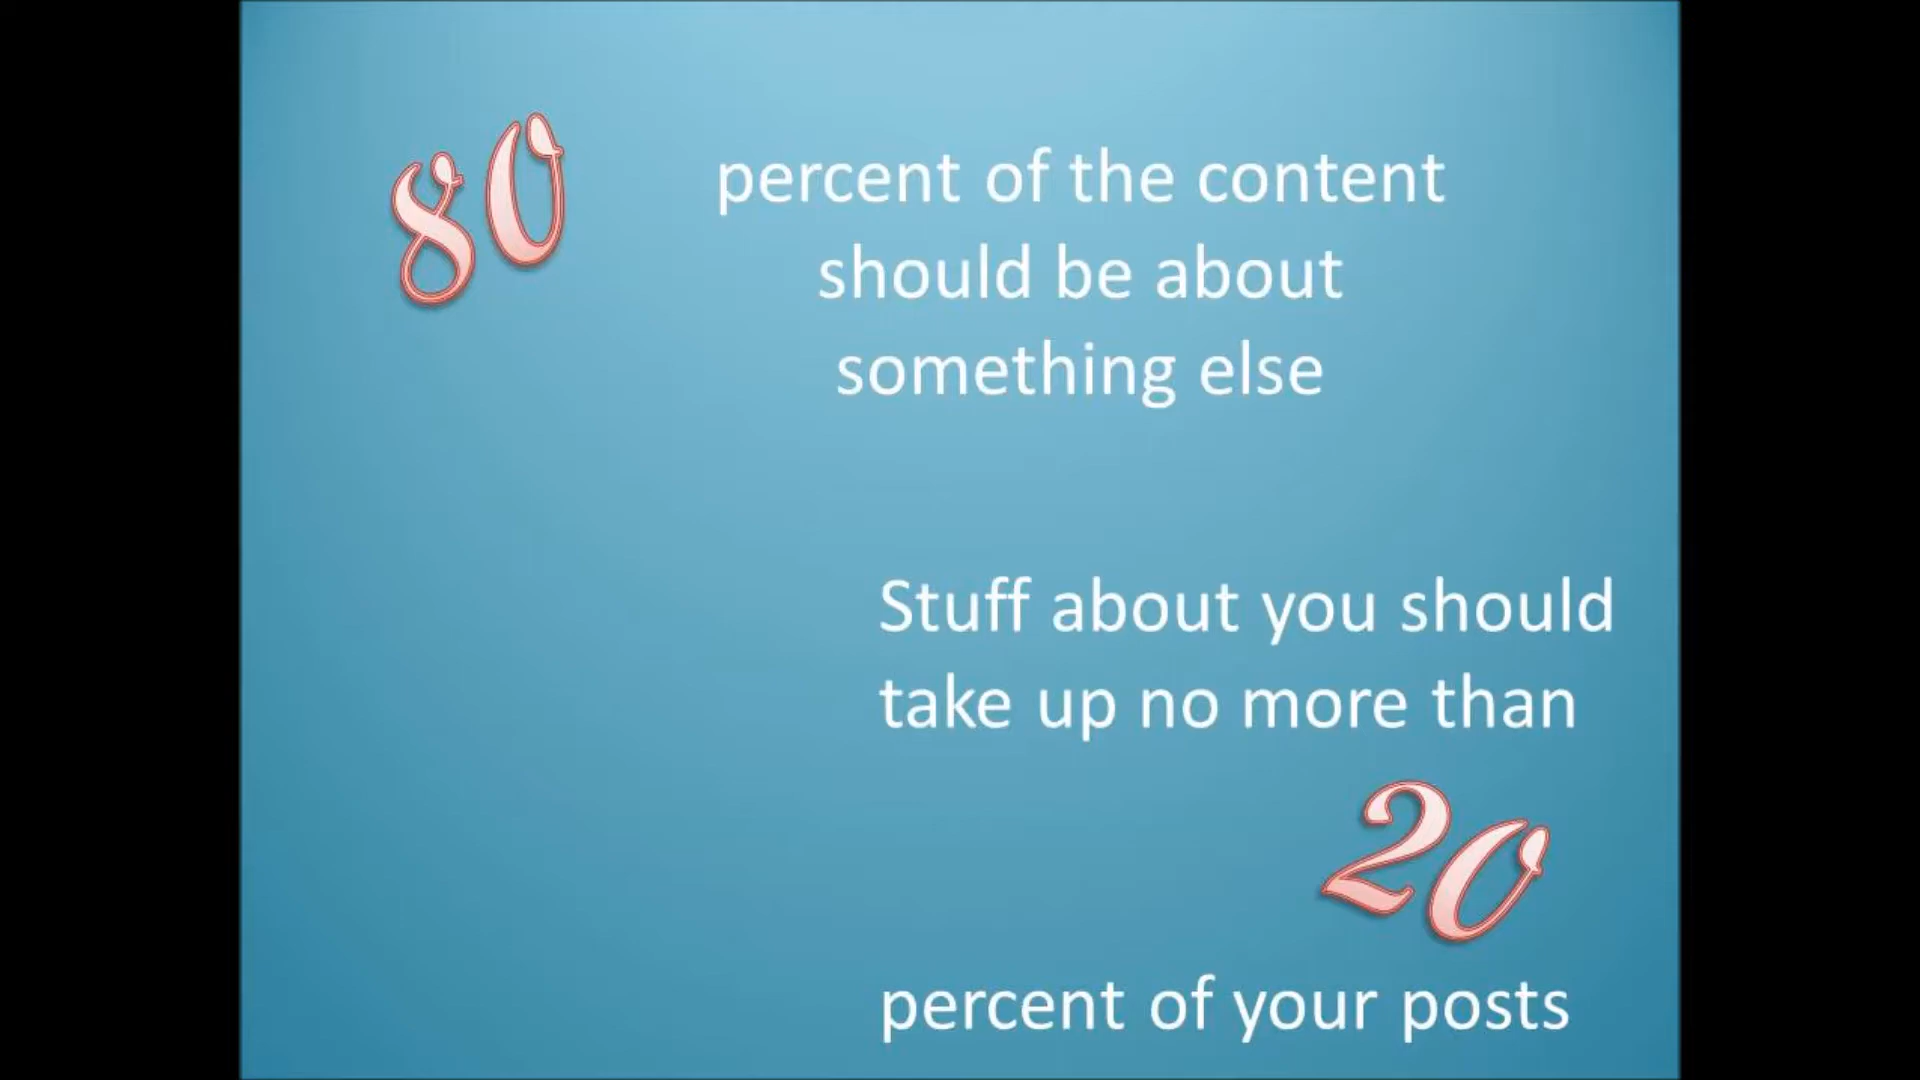 80
percent of the content
should be about
something else
Stuff about you should
take up no more than
20
percent of your posts